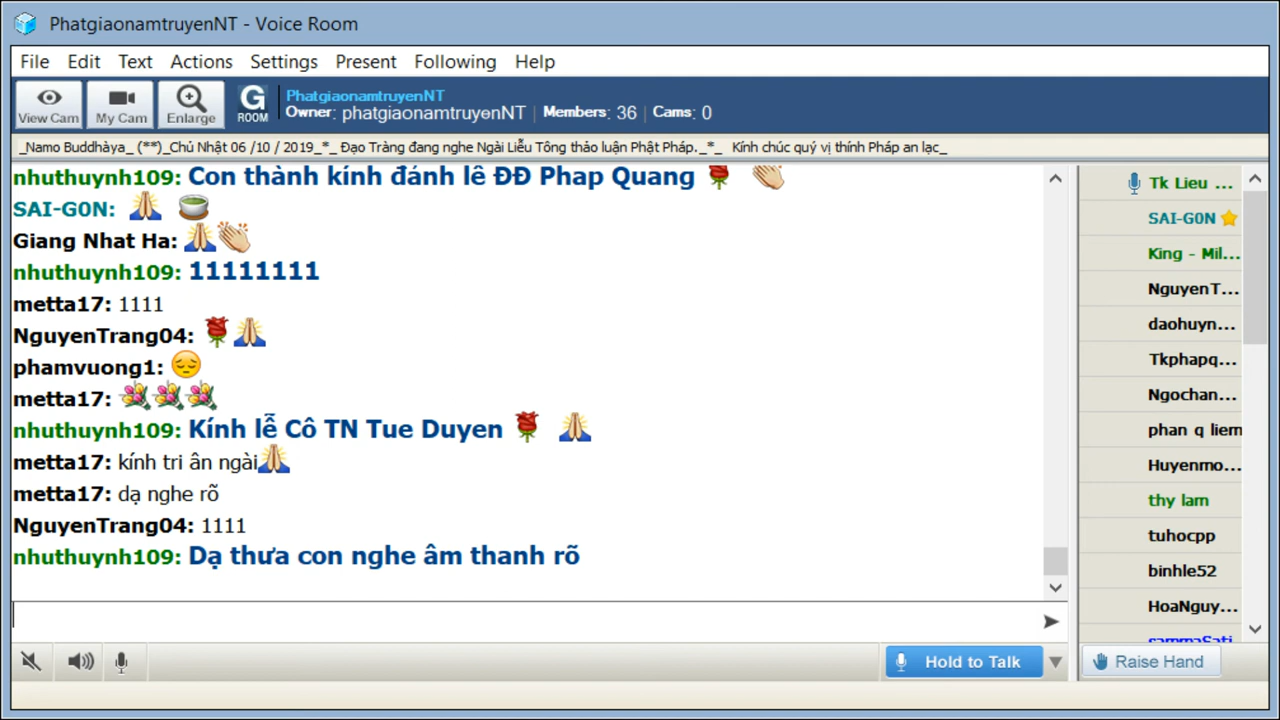 PhatgiaonamtruyenNT - Voice Room
File Edit Text Actions Settings Present Following Help
View Cam My Cam Enlarge G ROOM
PhatgiaonamtruyenNT
Owner: phatgiaonamtruyenNT | Members: 36 | Cams: 0
_Namo Buddhàya_ (**)_Chủ Nhật 06 /10 / 2019_*_ Đạo Tràng đang nghe Ngài Liễu Tông thảo luận Phật Pháp._*_ Kính chúc quý vị thính Pháp an lạc_
nhuthuynh109: Con thành kính đánh lê ĐĐ Phap Quang
SAI-G0N:
Giang Nhat Ha:
nhuthuynh109: 11111111
metta17: 1111
NguyenTrang04:
phamvuong1:
metta17:
nhuthuynh109: Kính lễ Cô TN Tue Duyen
metta17: kính tri ân ngài
metta17: dạ nghe rõ
NguyenTrang04: 1111
nhuthuynh109: Dạ thưa con nghe âm thanh rõ
Tk Lieu ...
SAI-G0N
King - Mil...
NguyenT...
daohuyn...
Tkphapq...
Ngochan...
phan q liem
Huyenmo...
thy lam
tuhocpp
binhle52
HoaNguy...
sammaSati
Hold to Talk
Raise Hand